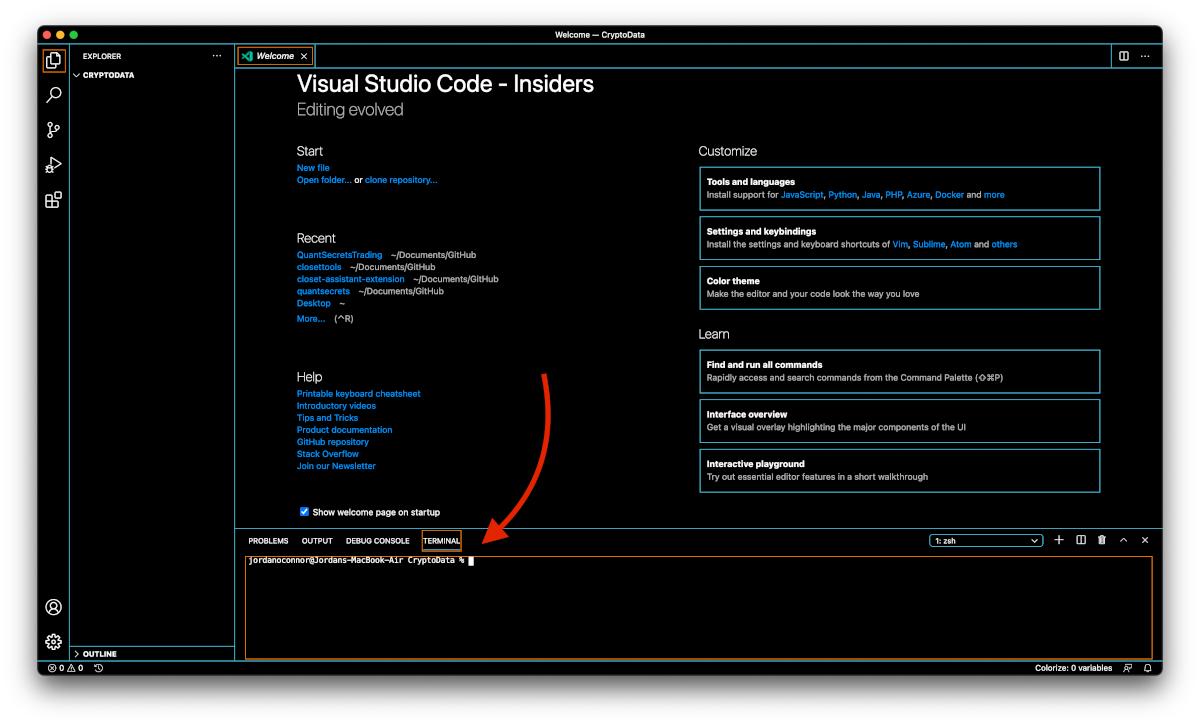 Welcome — CryptoData
EXPLORER
CRYPTODATA
Welcome
Visual Studio Code - Insiders
Editing evolved
Start
New file
Open folder... or clone repository...
Recent
QuantSecretsTrading ~/Documents/GitHub
closettools ~/Documents/GitHub
closet-assistant-extension ~/Documents/GitHub
quantsecrets ~/Documents/GitHub
Desktop ~
More... (^R)
Help
Printable keyboard cheatsheet
Introductory videos
Tips and Tricks
Product documentation
GitHub repository
Stack Overflow
Join our Newsletter
Show welcome page on startup
Customize
Tools and languages
Install support for JavaScript, Python, Java, PHP, Azure, Docker and more
Settings and keybindings
Install the settings and keyboard shortcuts of Vim, Sublime, Atom and others
Color theme
Make the editor and your code look the way you love
Learn
Find and run all commands
Rapidly access and search commands from the Command Palette (⇧⌘P)
Interface overview
Get a visual overlay highlighting the major components of the UI
Interactive playground
Try out essential editor features in a short walkthrough
PROBLEMS OUTPUT DEBUG CONSOLE TERMINAL 1: zsh
jordanoconnor@Jordans-MacBook-Air CryptoData %
OUTLINE
0 0 Colorize: 0 variables